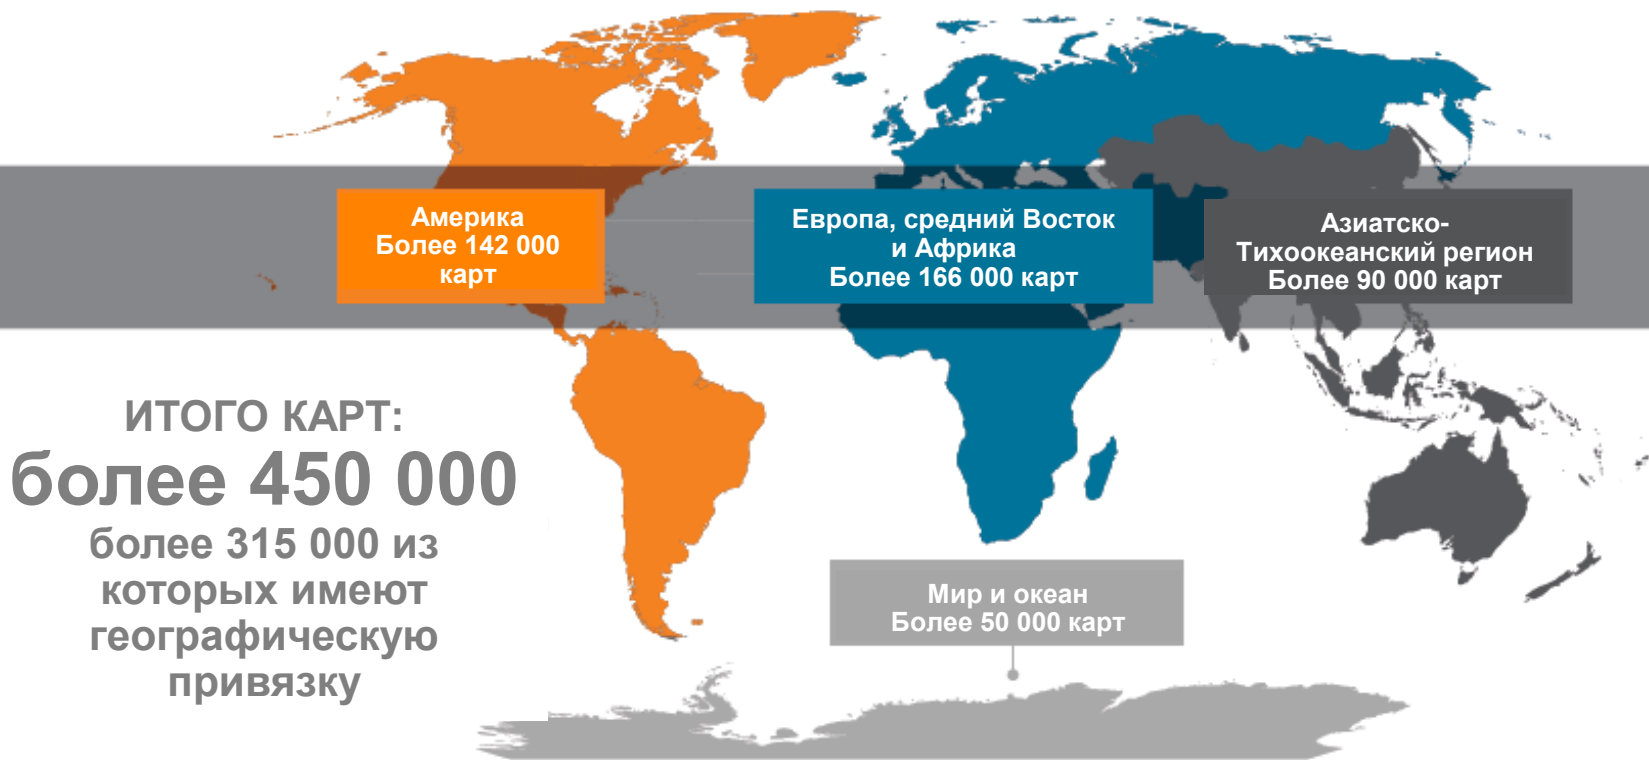 Америка
Более 142 000
карт
Европа, средний Восток
и Африка
Более 166 000 карт
Азиатско-
Тихоокеанский регион
Более 90 000 карт
ИТОГО КАРТ:
более 450 000
более 315 000 из
которых имеют
географическую
привязку
Мир и океан
Более 50 000 карт